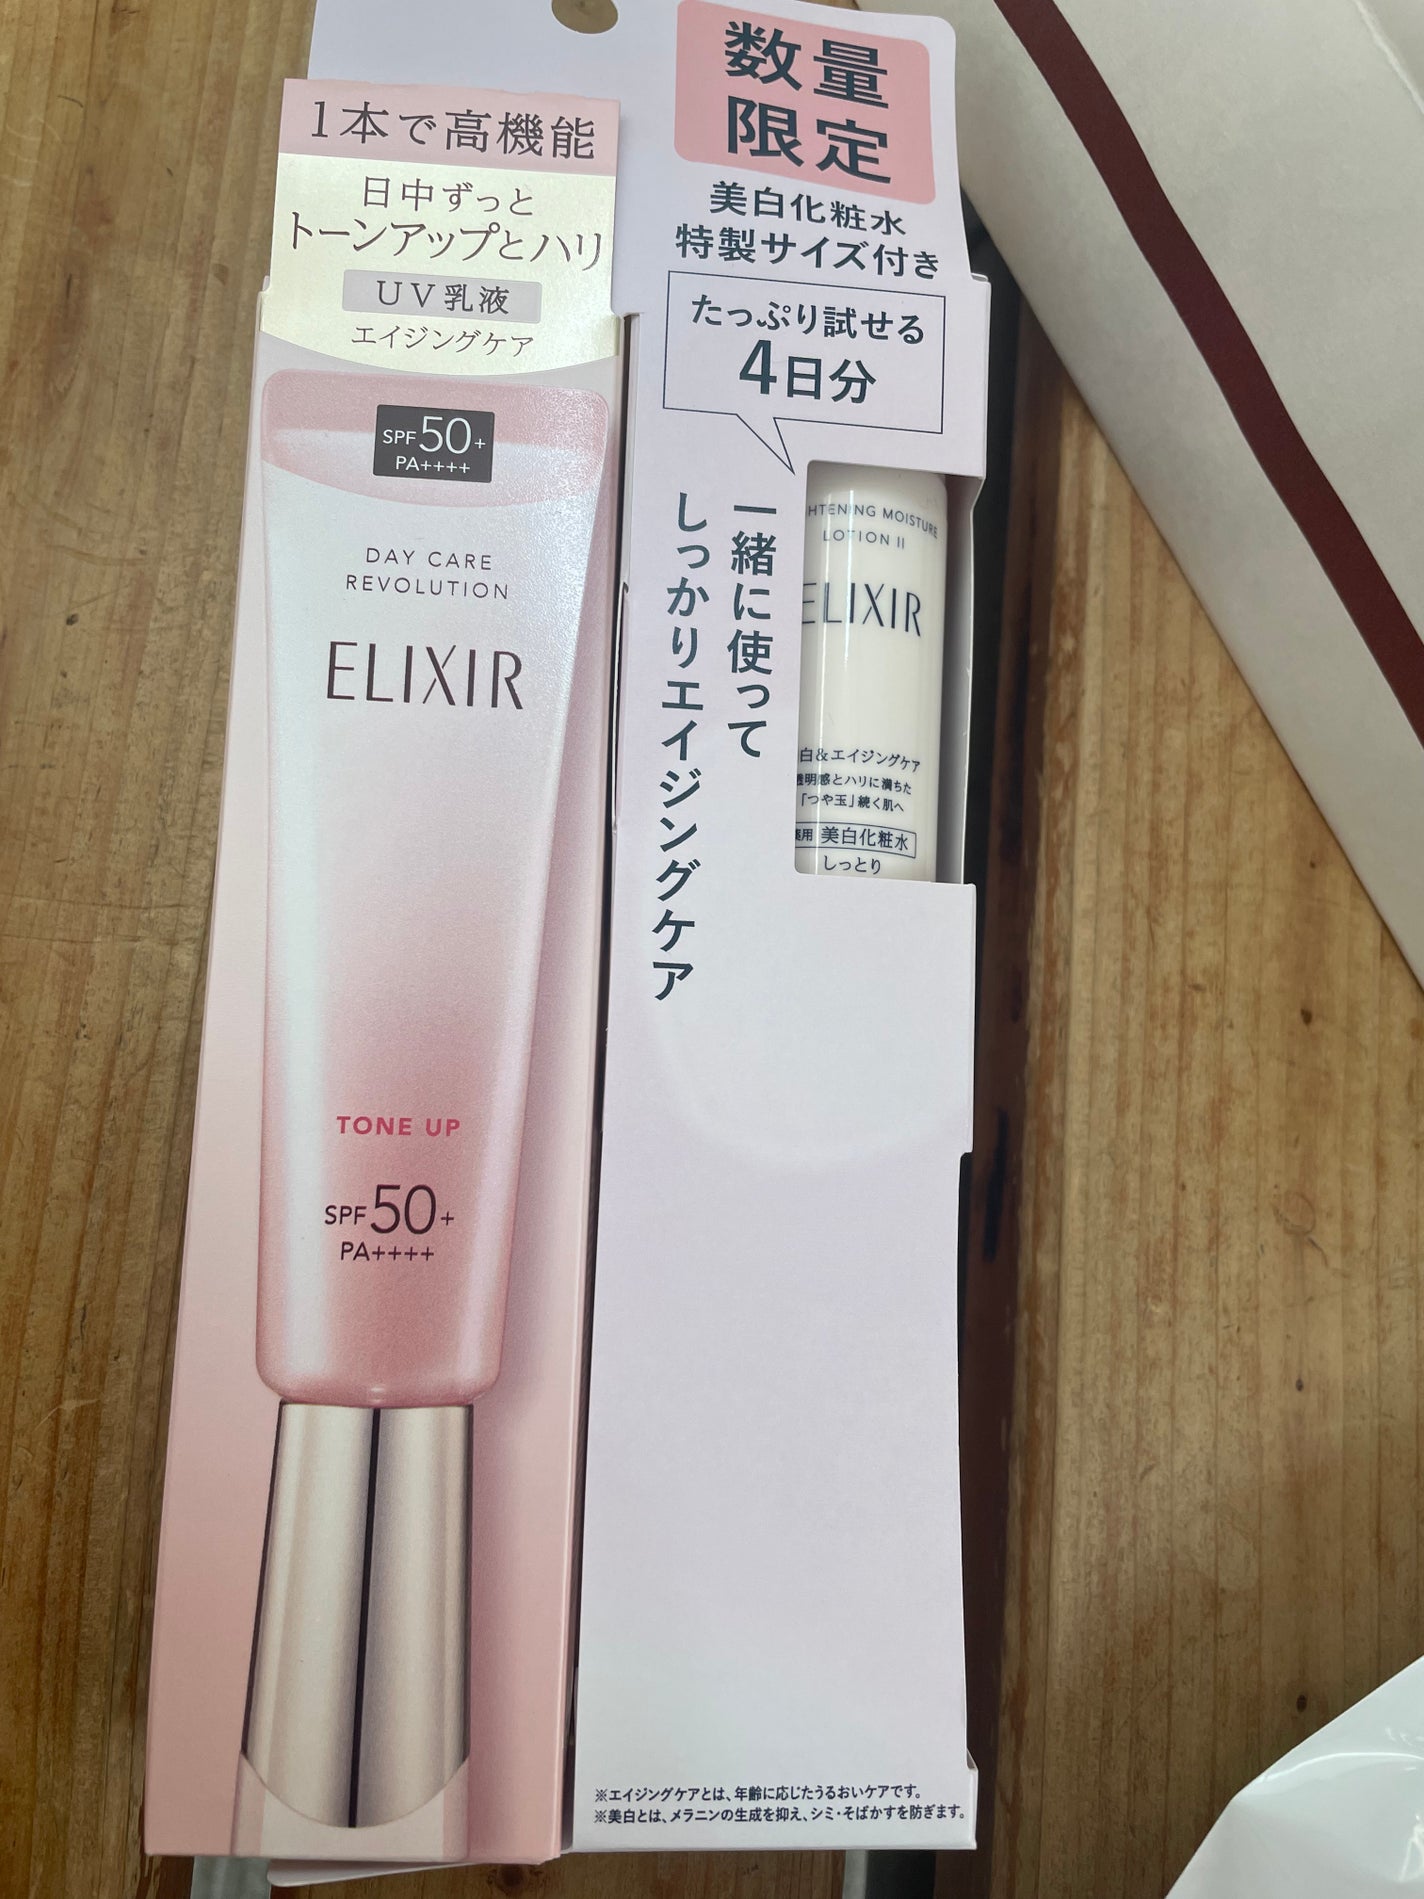 1本で高機能
日中ずっと
トーンアップとハリ
UV乳液
エイジングケア
SPF50+
PA++++
DAY CARE
REVOLUTION
ELIXIR
TONE UP
SPF50+
PA++++
数量
限定
美白化粧水
特製サイズ付き
たっぷり試せる
4日分
一緒に使って
しっかりエイジングケア
HTENING MOISTURE
LOTION II
ELIXIR
白&エイジングケア
透明感とハリに満ちた
「つや玉」続く肌へ
薬用 美白化粧水
しっとり
※エイジングケアとは、年齢に応じたうるおいケアです。
※美白とは、メラニンの生成を抑え、シミ・そばかすを防ぎます。